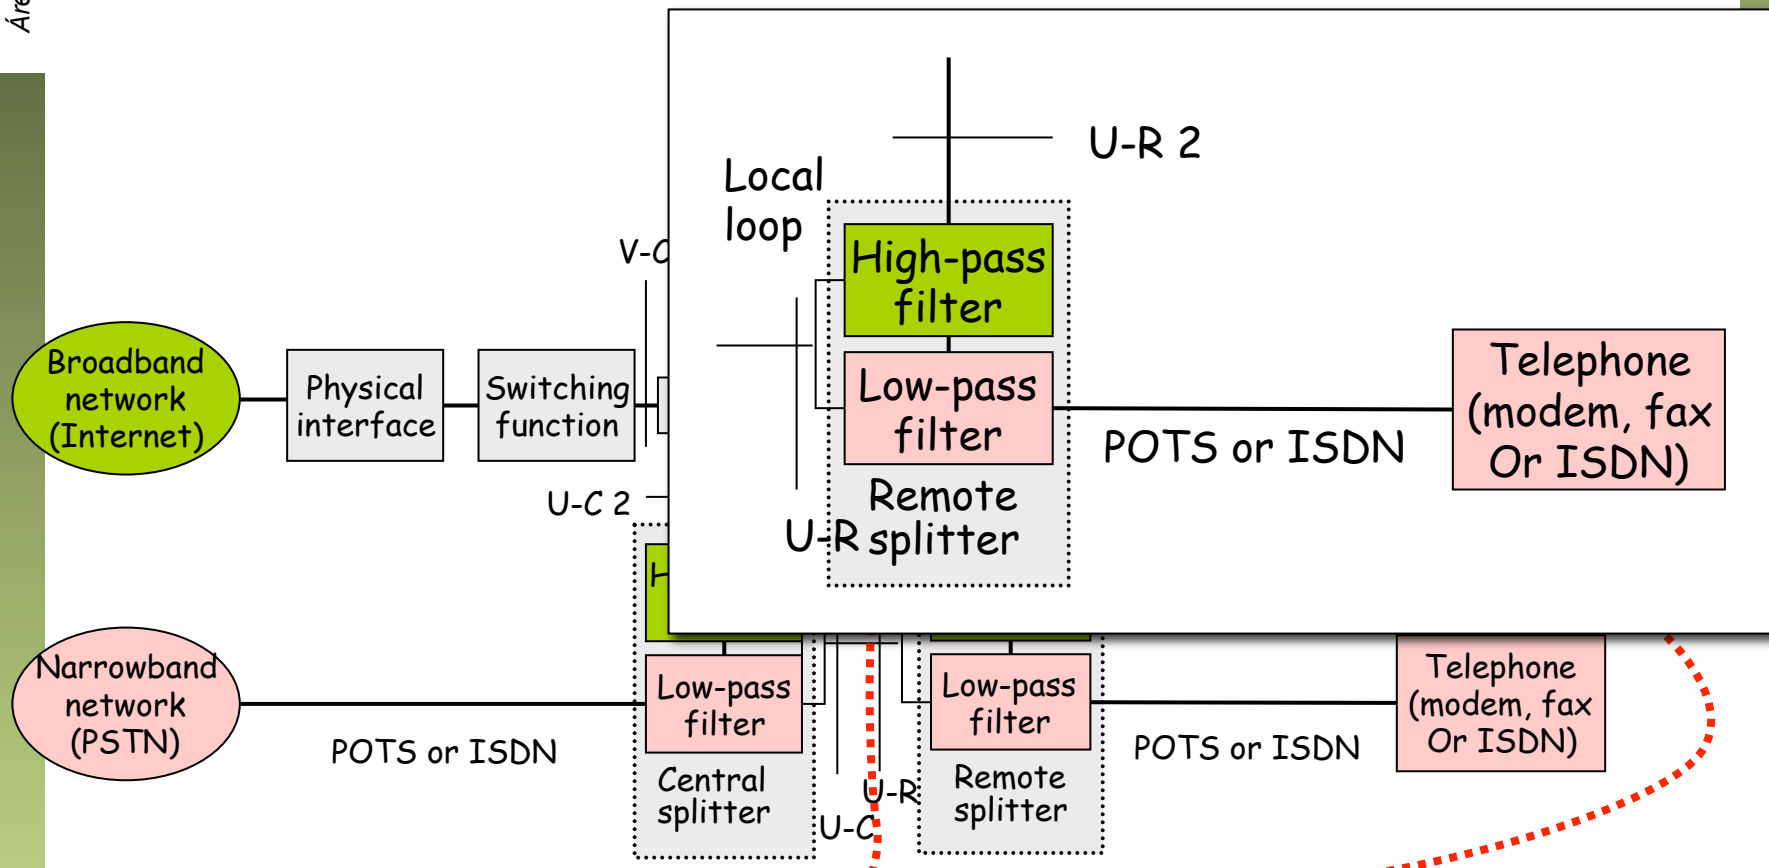 Áre
U-R 2
Local
loop
V-C
High-pass
filter
Broadband
network
(Internet)
Physical
interface
Switching
function
Low-pass
filter
POTS or ISDN
Telephone
(modem, fax
Or ISDN)
U-C 2
Remote
splitter
U-R
H
Narrowband
network
(PSTN)
POTS or ISDN
Low-pass
filter
Central
splitter
U-R
U-C
Low-pass
filter
Remote
splitter
POTS or ISDN
Telephone
(modem, fax
Or ISDN)